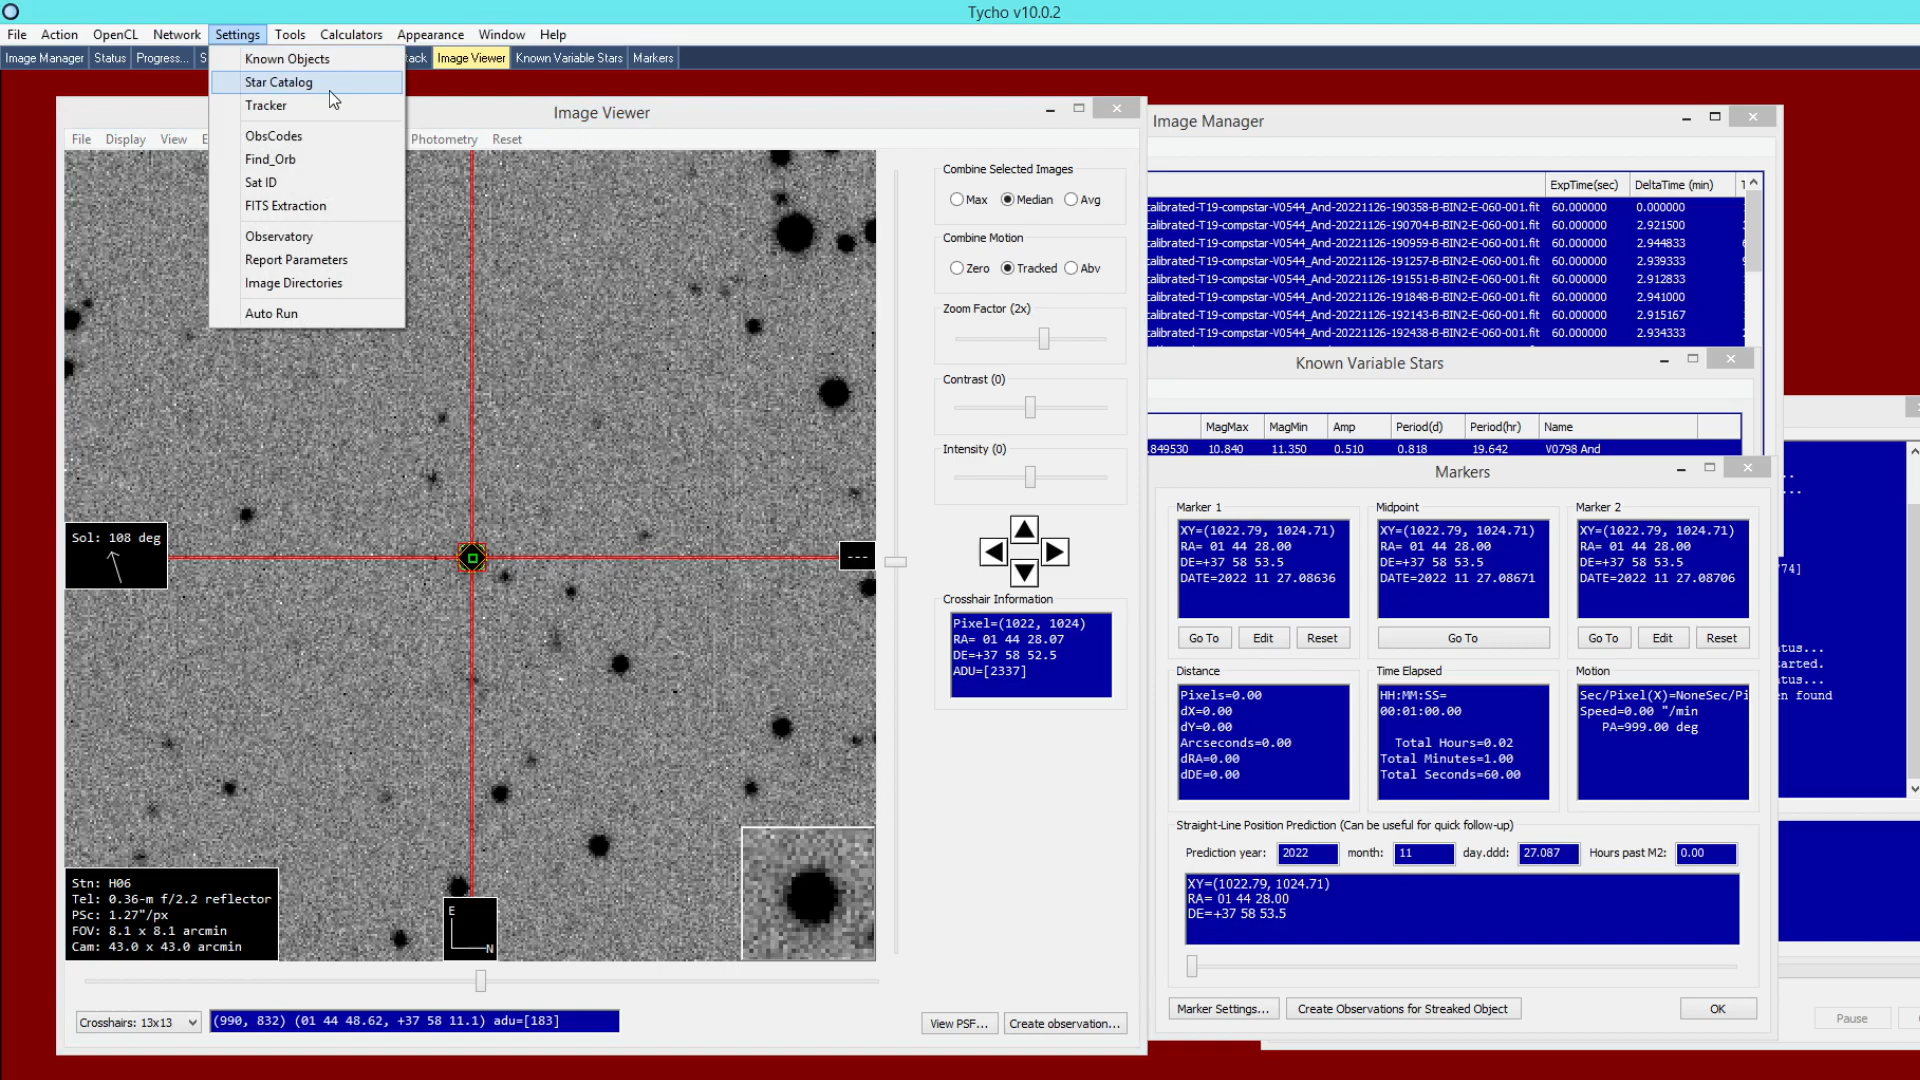 Tycho v10.0.2
File Action OpenCL Network Settings Tools Calculators Appearance Window Help
Image Manager Status Progress... S ack Image Viewer Known Variable Stars Markers
Known Objects
Star Catalog
Tracker
ObsCodes
Find_Orb
Sat ID
FITS Extraction
Observatory
Report Parameters
Image Directories
Auto Run
Image Viewer
File Display View E Photometry Reset
Sol: 108 deg
---
Stn: H06
Tel: 0.36-m f/2.2 reflector
PSc: 1.27"/px
FOV: 8.1 x 8.1 arcmin
Cam: 43.0 x 43.0 arcmin
E
N
Crosshairs: 13x13
(990, 832) (01 44 48.62, +37 58 11.1) adu=[183]
View PSF...
Create observation...
Combine Selected Images
Max Median Avg
Combine Motion
Zero Tracked Abv
Zoom Factor (2x)
Contrast (0)
Intensity (0)
Crosshair Information
Pixel=(1022, 1024)
RA= 01 44 28.07
DE=+37 58 52.5
ADU=[2337]
Image Manager
ExpTime(sec) DeltaTime (min)
calibrated-T19-compstar-V0544_And-20221126-190358-B-BIN2-E-060-001.fit 60.000000 0.000000
calibrated-T19-compstar-V0544_And-20221126-190704-B-BIN2-E-060-001.fit 60.000000 2.921500
calibrated-T19-compstar-V0544_And-20221126-190959-B-BIN2-E-060-001.fit 60.000000 2.944833
calibrated-T19-compstar-V0544_And-20221126-191257-B-BIN2-E-060-001.fit 60.000000 2.939333
calibrated-T19-compstar-V0544_And-20221126-191551-B-BIN2-E-060-001.fit 60.000000 2.912833
calibrated-T19-compstar-V0544_And-20221126-191848-B-BIN2-E-060-001.fit 60.000000 2.941000
calibrated-T19-compstar-V0544_And-20221126-192143-B-BIN2-E-060-001.fit 60.000000 2.915167
calibrated-T19-compstar-V0544_And-20221126-192438-B-BIN2-E-060-001.fit 60.000000 2.934333
Known Variable Stars
MagMax MagMin Amp Period(d) Period(hr) Name
.849530 10.840 11.350 0.510 0.818 19.642 V0798 And
Markers
Marker 1
XY=(1022.79, 1024.71)
RA= 01 44 28.00
DE=+37 58 53.5
DATE=2022 11 27.08636
Go To Edit Reset
Midpoint
XY=(1022.79, 1024.71)
RA= 01 44 28.00
DE=+37 58 53.5
DATE=2022 11 27.08671
Go To
Marker 2
XY=(1022.79, 1024.71)
RA= 01 44 28.00
DE=+37 58 53.5
DATE=2022 11 27.08706
Go To Edit Reset
Distance
Pixels=0.00
dX=0.00
dY=0.00
Arcseconds=0.00
dRA=0.00
dDE=0.00
Time Elapsed
HH:MM:SS=
00:01:00.00
Total Hours=0.02
Total Minutes=1.00
Total Seconds=60.00
Motion
Sec/Pixel(X)=NoneSec/Pi
Speed=0.00 "/min
PA=999.00 deg
Straight-Line Position Prediction (Can be useful for quick follow-up)
Prediction year: 2022 month: 11 day.ddd: 27.087 Hours past M2: 0.00
XY=(1022.79, 1024.71)
RA= 01 44 28.00
DE=+37 58 53.5
Marker Settings... Create Observations for Streaked Object OK
74]
tus...
arted.
tus...
n found
Pause